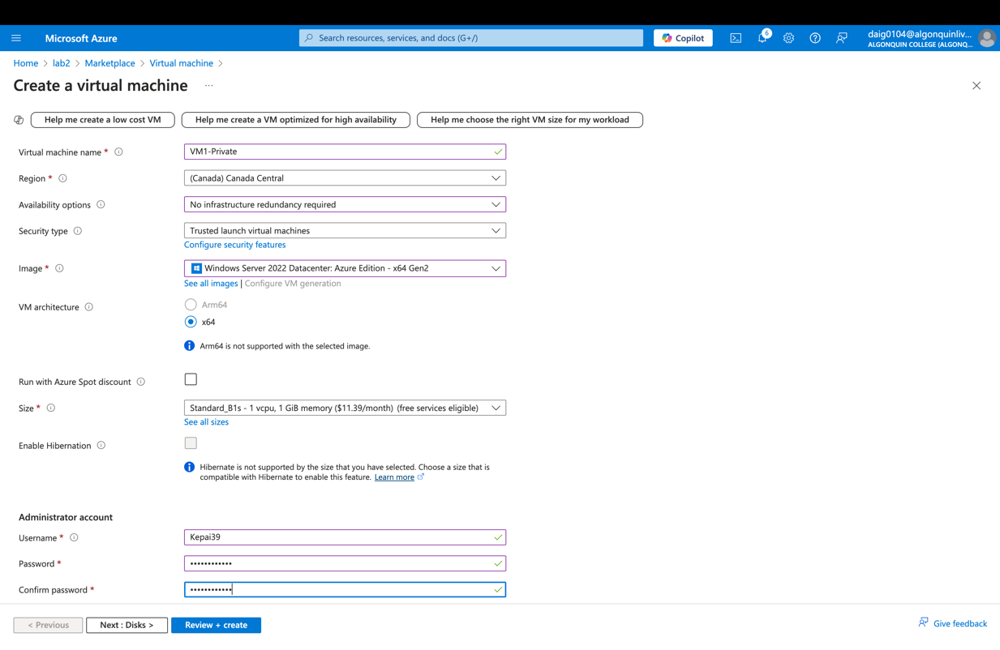 Microsoft Azure
Search resources, services, and docs (G+/)
Copilot
6
daig0104@algonquinliv...
ALGONQUIN COLLEGE (ALGONQ...
Home > lab2 > Marketplace > Virtual machine >
Create a virtual machine ...
Help me create a low cost VM
Help me create a VM optimized for high availability
Help me choose the right VM size for my workload
Virtual machine name *
VM1-Private
Region *
(Canada) Canada Central
Availability options
No infrastructure redundancy required
Security type
Trusted launch virtual machines
Configure security features
Image *
Windows Server 2022 Datacenter: Azure Edition - x64 Gen2
See all images | Configure VM generation
VM architecture
Arm64
x64
Arm64 is not supported with the selected image.
Run with Azure Spot discount
Size *
Standard_B1s - 1 vcpu, 1 GiB memory ($11.39/month) (free services eligible)
See all sizes
Enable Hibernation
Hibernate is not supported by the size that you have selected. Choose a size that is
compatible with Hibernate to enable this feature. Learn more
Administrator account
Username *
Kepai39
Password *
••••••••••••
Confirm password *
••••••••••••
< Previous
Next : Disks >
Review + create
Give feedback